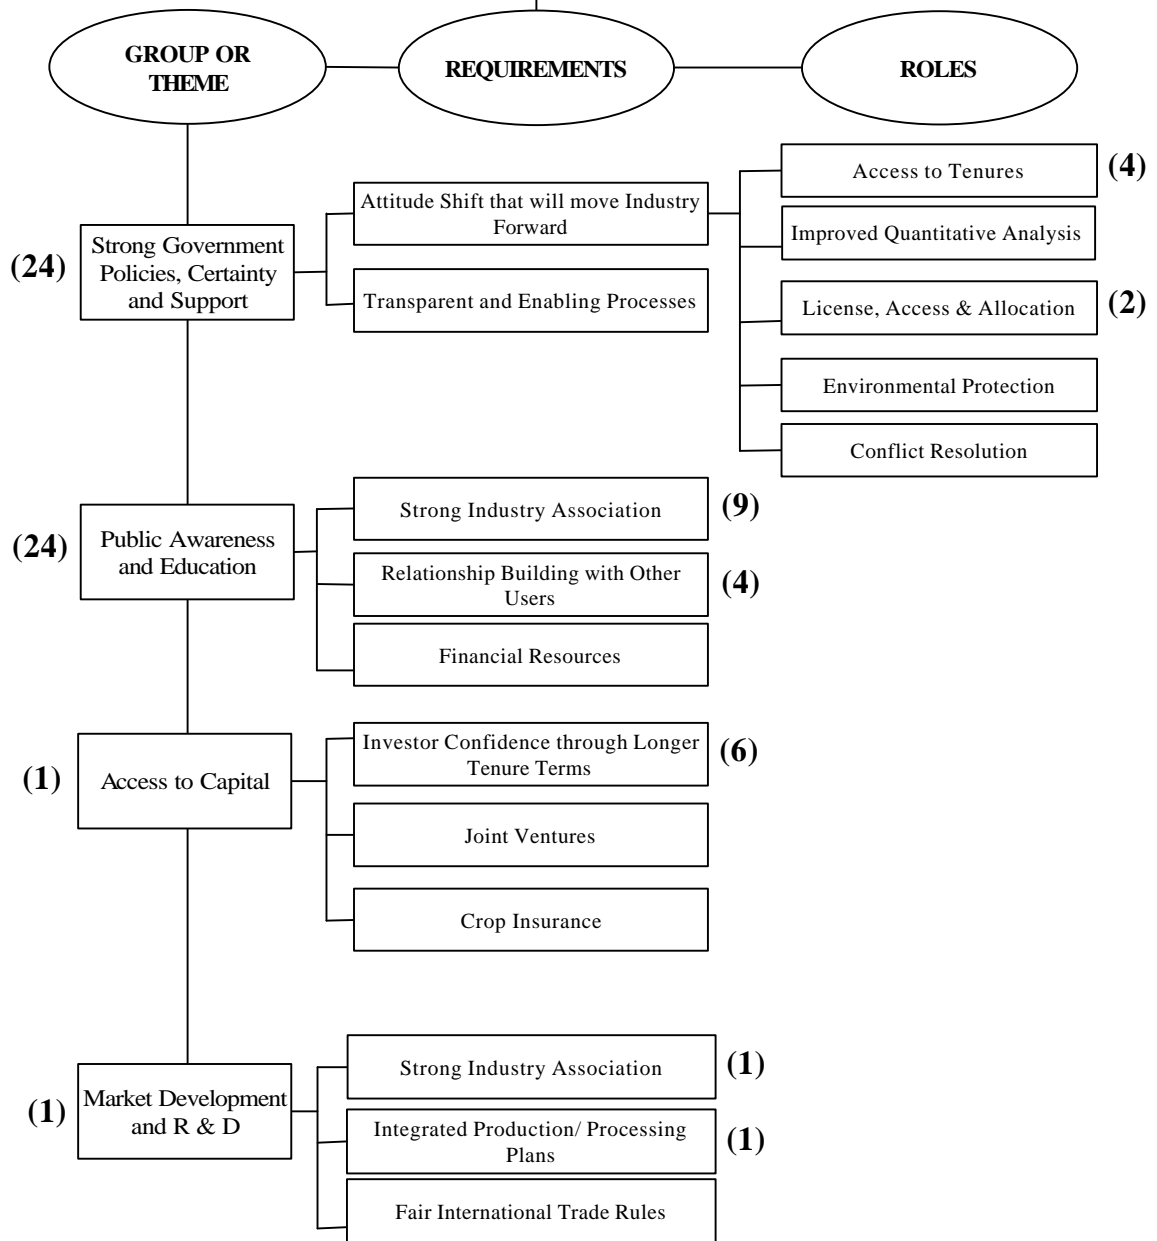 GROUP OR
THEME
REQUIREMENTS
ROLES
(24)
Strong Government
Policies, Certainty
and Support
Attitude Shift that will move Industry
Forward
Transparent and Enabling Processes
Access to Tenures
(4)
Improved Quantitative Analysis
License, Access & Allocation
(2)
Environmental Protection
Conflict Resolution
(24)
Public Awareness
and Education
Strong Industry Association
(9)
Relationship Building with Other
Users
(4)
Financial Resources
(1)
Access to Capital
Investor Confidence through Longer
Tenure Terms
(6)
Joint Ventures
Crop Insurance
(1)
Market Development
and R & D
Strong Industry Association
(1)
Integrated Production/ Processing
Plans
(1)
Fair International Trade Rules